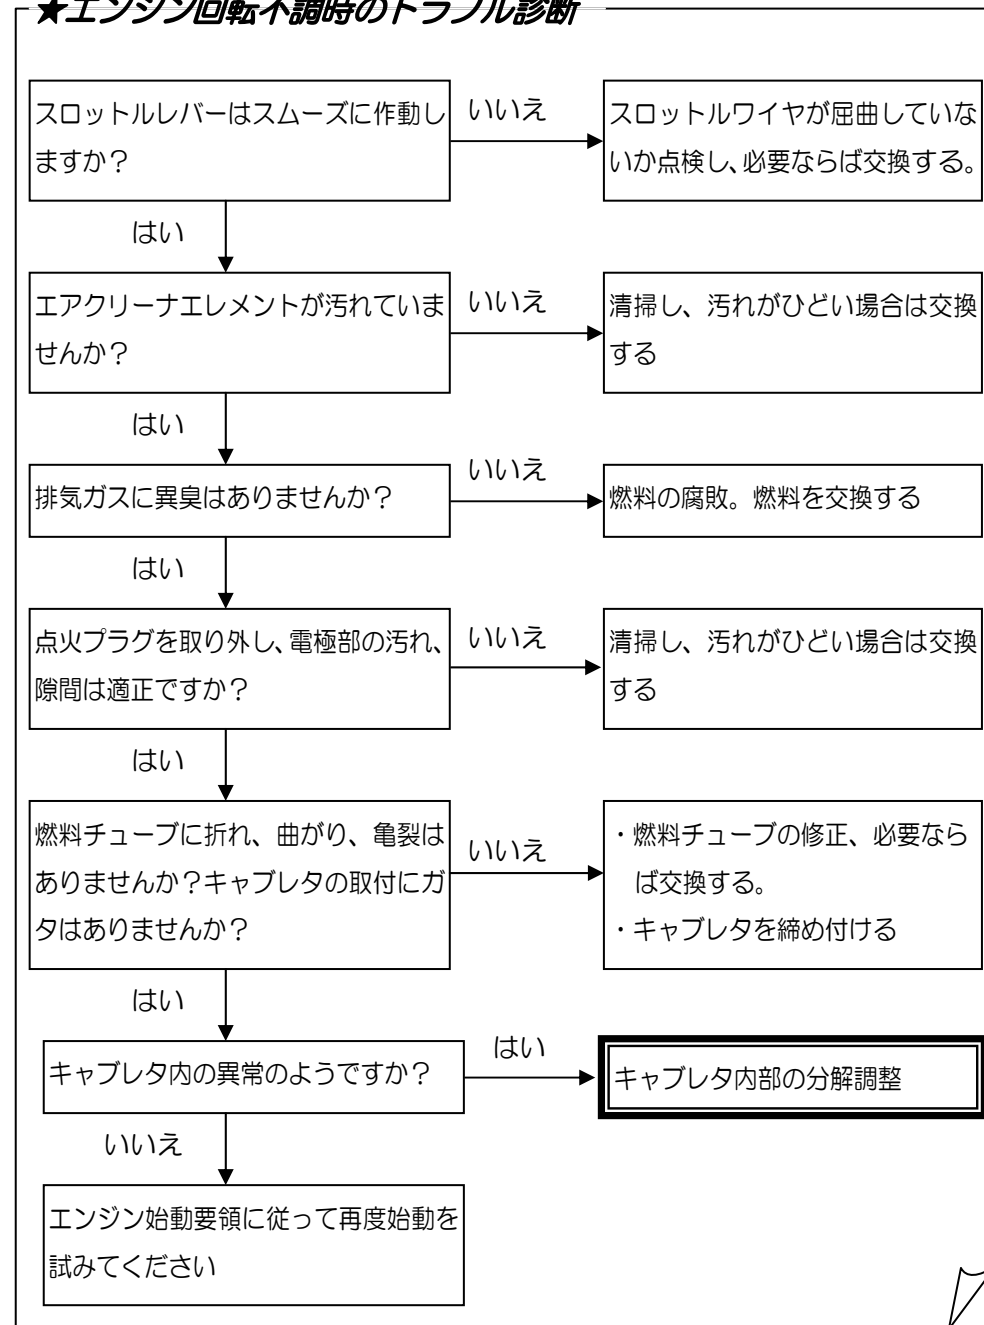 ★エンジン回転不調時のトラブル診断
スロットルレバーはスムーズに作動し
ますか？
いいえ
スロットルワイヤが屈曲していな
いか点検し、必要ならば交換する。
はい
エアクリーナエレメントが汚れていま
せんか？
いいえ
清掃し、汚れがひどい場合は交換
する
はい
排気ガスに異臭はありませんか？
いいえ
燃料の腐敗。燃料を交換する
はい
点火プラグを取り外し、電極部の汚れ、
隙間は適正ですか？
いいえ
清掃し、汚れがひどい場合は交換
する
はい
燃料チューブに折れ、曲がり、亀裂は
ありませんか？キャブレタの取付にガ
タはありませんか？
いいえ
・燃料チューブの修正、必要なら
ば交換する。
・キャブレタを締め付ける
はい
キャブレタ内の異常のようですか？
はい
キャブレタ内部の分解調整
いいえ
エンジン始動要領に従って再度始動を
試みてください